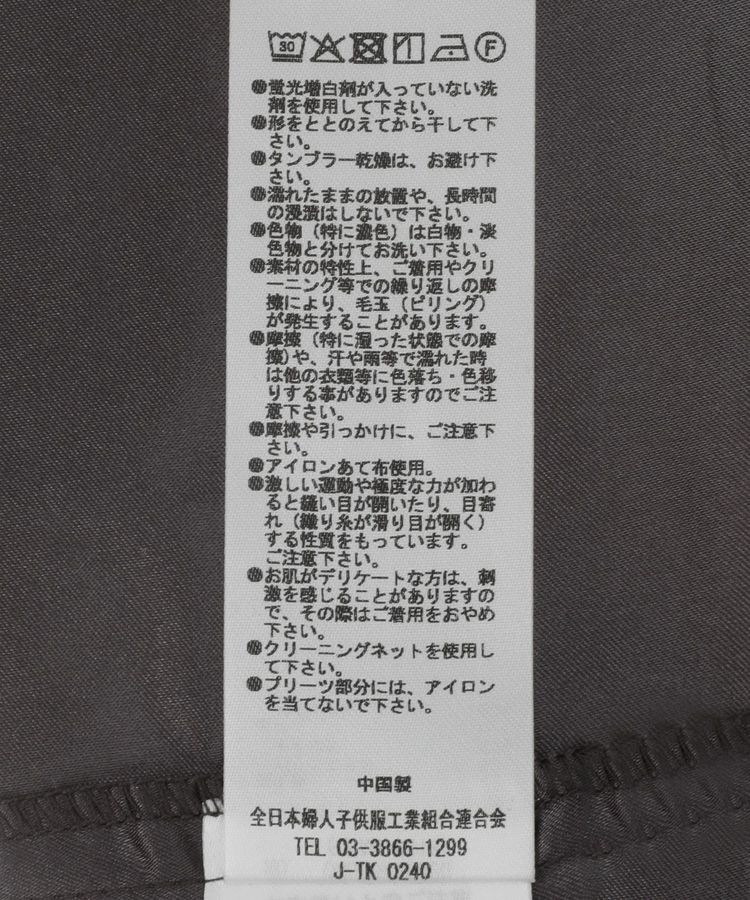 30 F
蛍光増白剤が入っていない洗
剤を使用して下さい。
形をととのえてから干して下
さい。
タンブラー乾燥は、お避け下
さい。
濡れたままの放置や、長時間
の浸漬はしないで下さい。
色物（特に濃色）は白物・淡
色物と分けてお洗い下さい。
素材の特性上、ご着用やクリ
ーニング等での繰り返しの摩
擦により、毛玉（ピリング）
が発生することがあります。
摩擦（特に湿った状態での摩
擦）や、汗や雨等で濡れた時
は他の衣類等に色落ち・色移
りする事がありますのでご注
意下さい。
摩擦や引っかけに、ご注意下
さい。
アイロンあて布使用。
激しい運動や極度な力が加わ
ると縫い目が開いたり、目寄
れ（織り糸が滑り目が開く）
する性質をもっています。
ご注意下さい。
お肌がデリケートな方は、刺
激を感じることがありますの
で、その際はご着用をおやめ
下さい。
クリーニングネットを使用し
て下さい。
プリーツ部分には、アイロン
を当てないで下さい。
中国製
全日本婦人子供服工業組合連合会
TEL 03-3866-1299
J-TK 0240